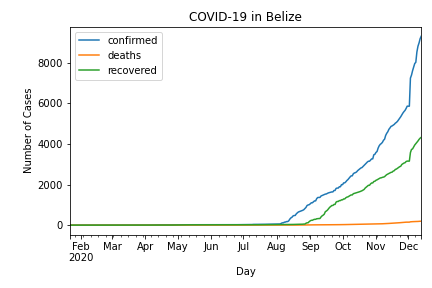 COVID-19 in Belize
confirmed
deaths
recovered
Number of Cases
8000
6000
4000
2000
0
Feb Mar Apr May Jun Jul Aug Sep Oct Nov Dec
2020
Day